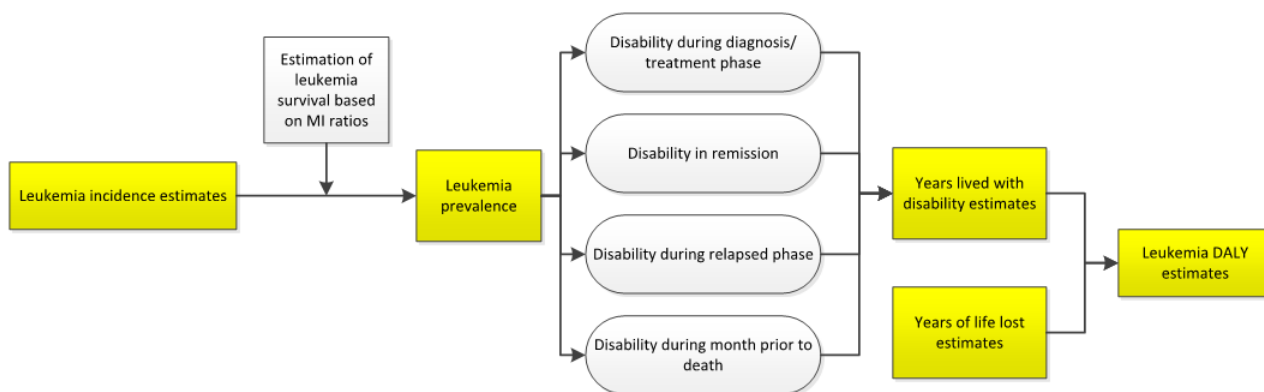 Estimation of
leukemia
survival based
on MI ratios
Leukemia incidence estimates
Leukemia
prevalence
Disability during diagnosis/
treatment phase
Disability in remission
Disability during relapsed phase
Disability during month prior to
death
Years lived with
disability estimates
Years of life lost
estimates
Leukemia DALY
estimates